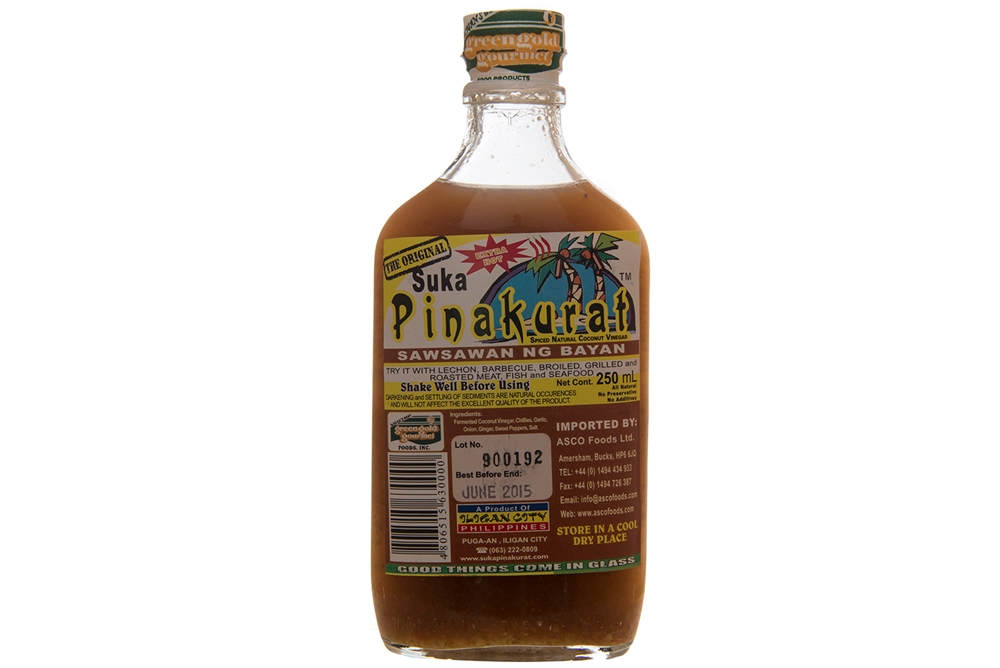 green gold
gourmet
FOOD PRODUCTS
THE ORIGINAL
EXTRA
HOT
Suka
TM
Pinakurat
SPICED NATURAL COCONUT VINEGAR
SAWSAWAN NG BAYAN
TRY IT WITH LECHON, BARBECUE, BROILED, GRILLED and
ROASTED MEAT, FISH and SEAFOOD
Shake Well Before Using
DARKENING and SETTLING OF SEDIMENTS ARE NATURAL OCCURENCES
AND WILL NOT AFFECT THE EXCELLENT QUALITY OF THE PRODUCT.
Net Cont. 250 mL
All Natural
No Preservative
No Additives
green gold
gourmet
FOODS, INC.
4806515630000
Ingredients:
Fermented Coconut Vinegar, Chillies, Garlic,
Onion, Ginger, Sweet Peppers, Salt.
Lot No.
900192
Best Before End:
JUNE 2015
A Product Of
ILIGAN CITY
PHILIPPINES
PUGA-AN , ILIGAN CITY
☎ (063) 222-0809
www.sukapinakurat.com
IMPORTED BY:
ASCO Foods Ltd.
Amersham, Bucks, HP6 6JQ
TEL: +44 (0) 1494 434 953
Fax: +44 (0) 1494 726 387
Email: info@ascofoods.com
Web: www.ascofoods.com
STORE IN A COOL
DRY PLACE
GOOD THINGS COME IN GLASS